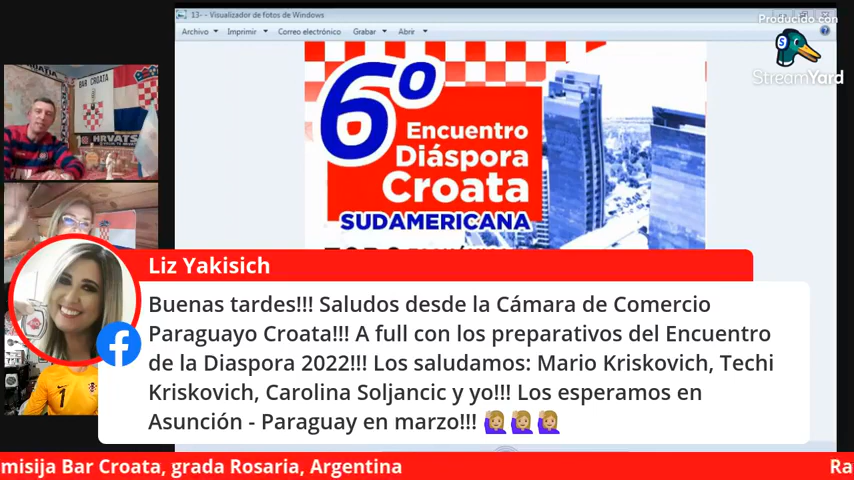 13- - Visualizador de fotos de Windows
Archivo Imprimir Correo electrónico Grabar Abrir
Producido con
StreamYard
BAR CROATA
HRVATS
6º
Encuentro
Diáspora
Croata
SUDAMERICANA
Liz Yakisich
Buenas tardes!!! Saludos desde la Cámara de Comercio
Paraguayo Croata!!! A full con los preparativos del Encuentro
de la Diaspora 2022!!! Los saludamos: Mario Kriskovich, Techi
Kriskovich, Carolina Soljancic y yo!!! Los esperamos en
Asunción - Paraguay en marzo!!! 🙋🏼‍♀️🙋🏼‍♀️🙋🏼‍♀️
misija Bar Croata, grada Rosaria, Argentina
Ra